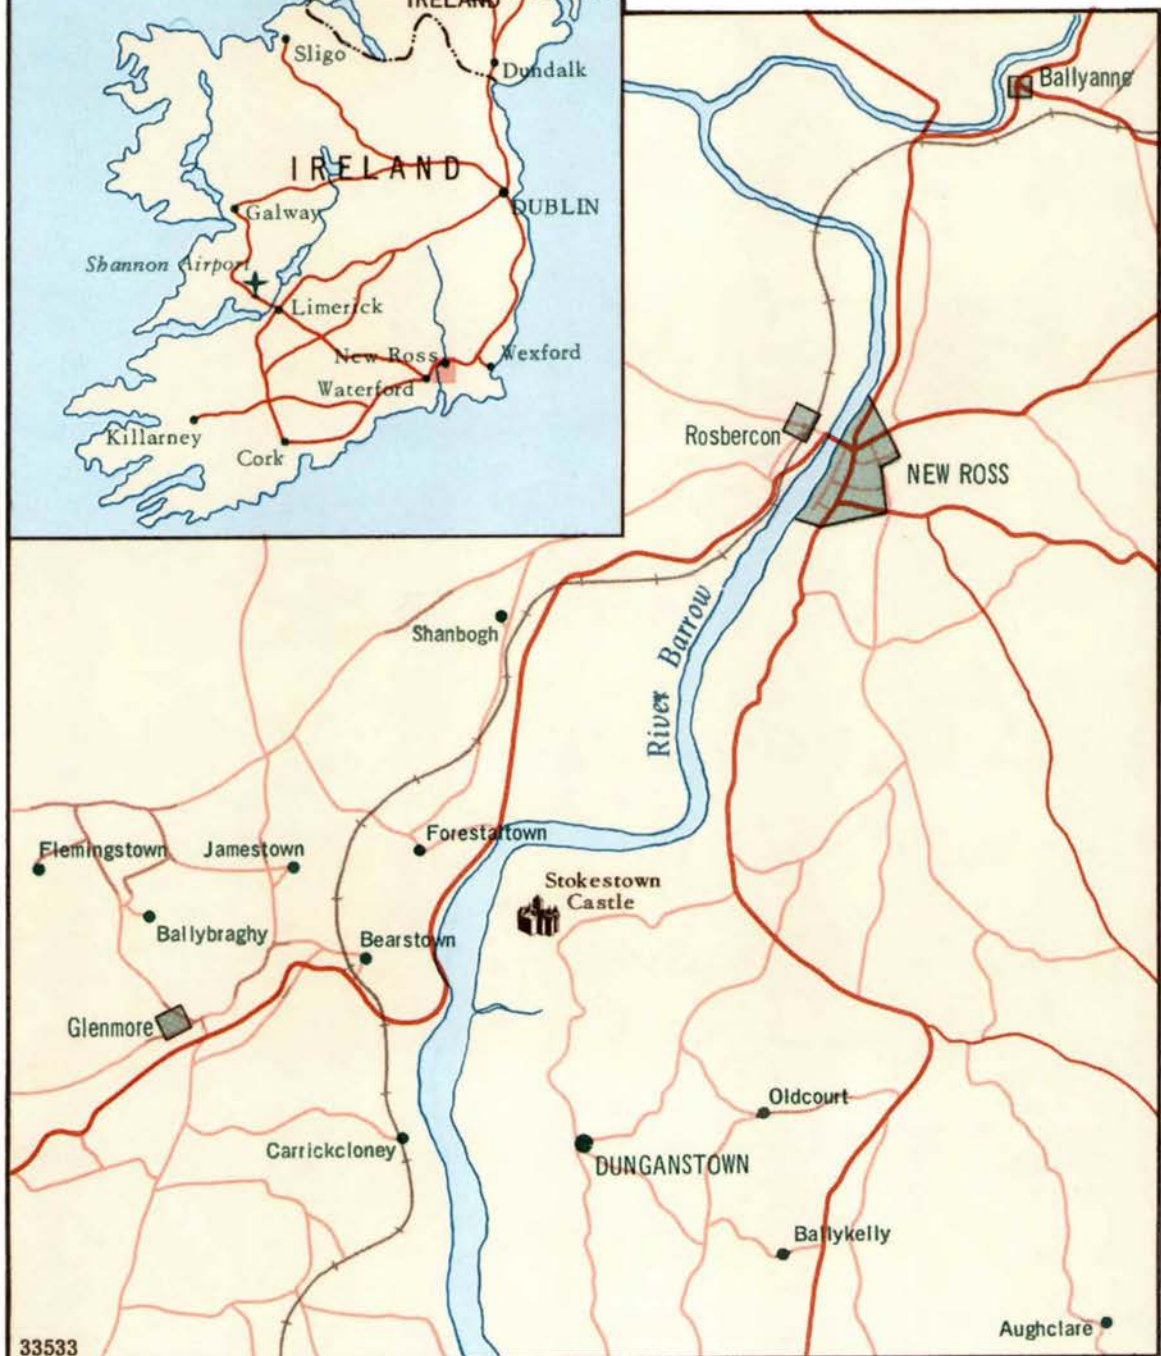 IRELAND
Sligo
Dundalk
IRELAND
Galway
DUBLIN
Shannon Airport
Limerick
New Ross
Wexford
Waterford
Killarney
Cork
Ballyanne
Rosbercon
NEW ROSS
River Barrow
Shanbogh
Forestaltown
Flemingstown
Jamestown
Stokestown
Castle
Ballybraghy
Bearstown
Glenmore
Oldcourt
Carrickcloney
DUNGANSTOWN
Ballykelly
Aughclare
33533